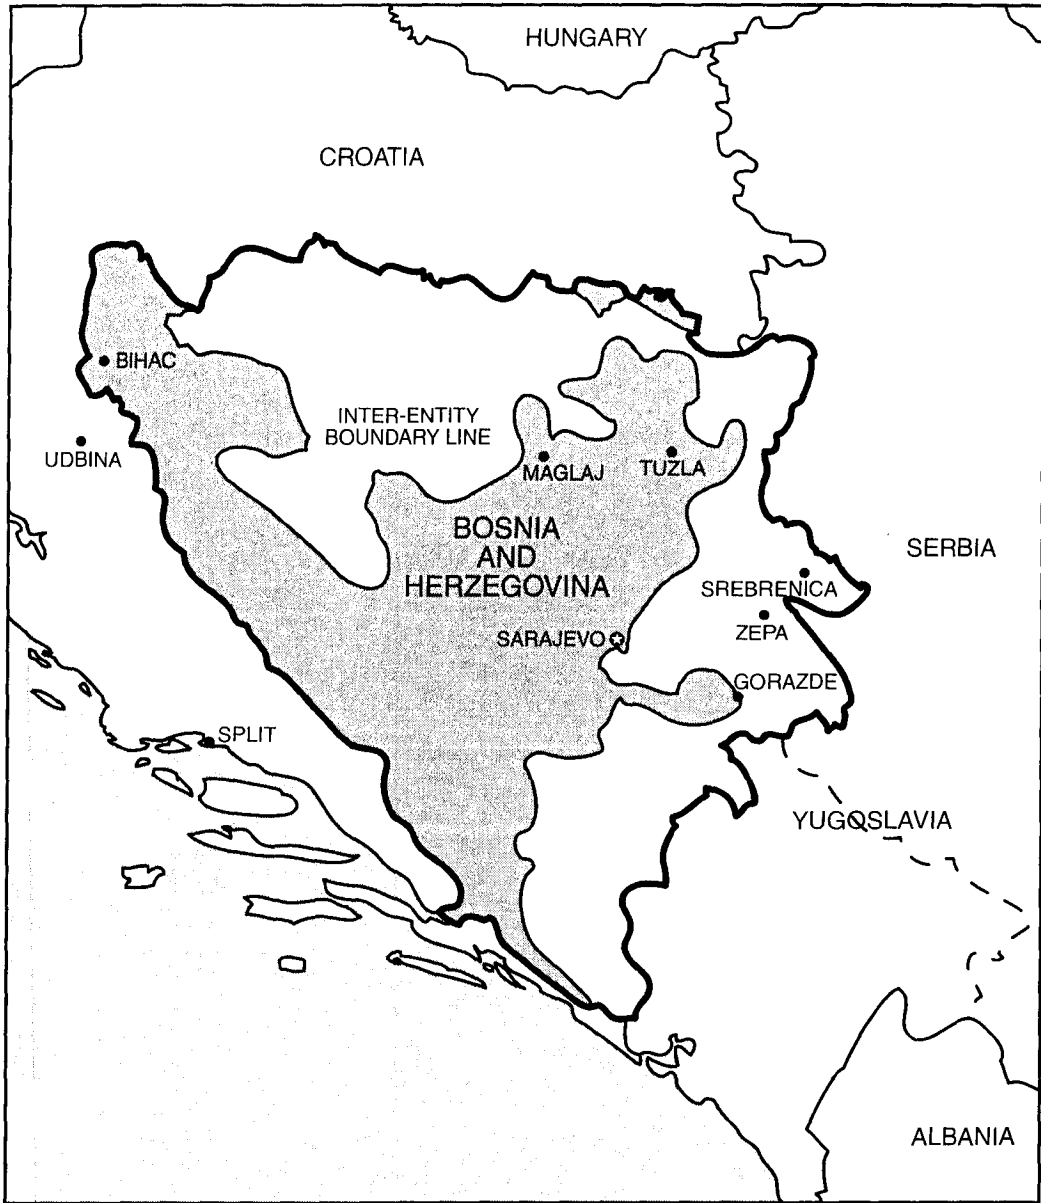 HUNGARY
CROATIA
BIHAC
INTER-ENTITY
BOUNDARY LINE
UDBINA
MAGLAJ
TUZLA
BOSNIA
AND
HERZEGOVINA
SERBIA
SREBRENICA
ZEPA
SARAJEVO
GORAZDE
SPLIT
YUGOSLAVIA
ALBANIA